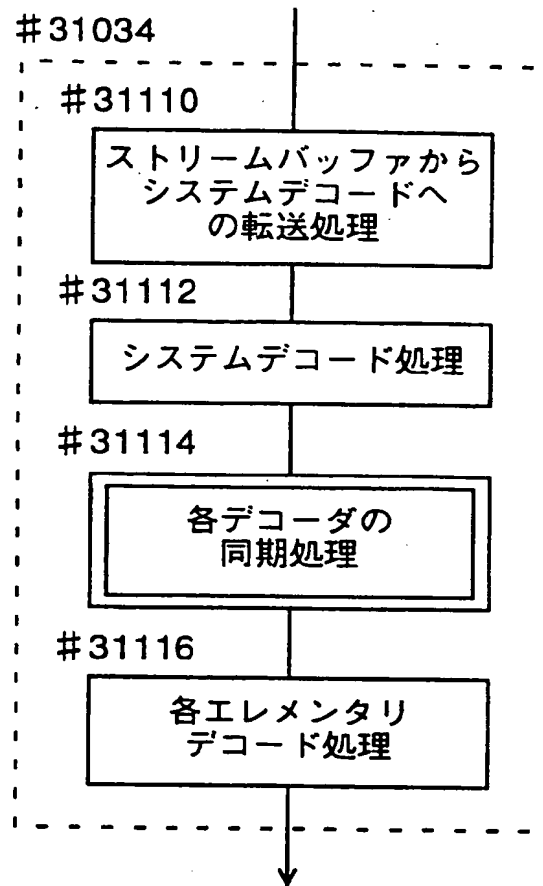 #31034
#31110
ストリームバッファから
システムデコードへ
の転送処理
#31112
システムデコード処理
#31114
各デコーダの
同期処理
#31116
各エレメンタリ
デコード処理